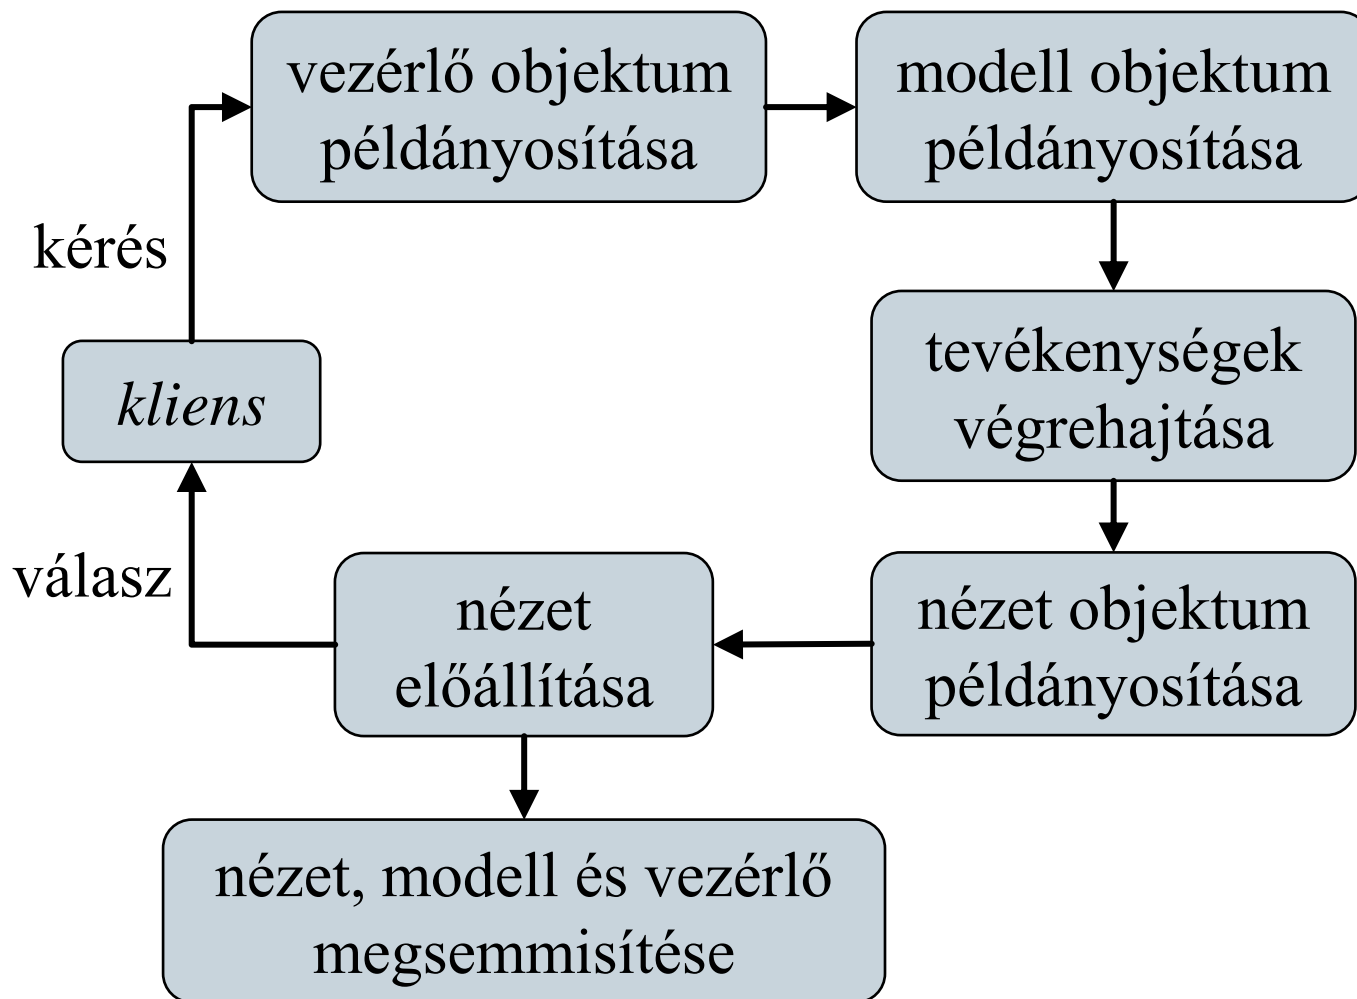 vezérlő objektum
példányosítása
modell objektum
példányosítása
kérés
tevékenységek
végrehajtása
kliens
válasz
nézet
előállítása
nézet objektum
példányosítása
nézet, modell és vezérlő
megsemmisítése